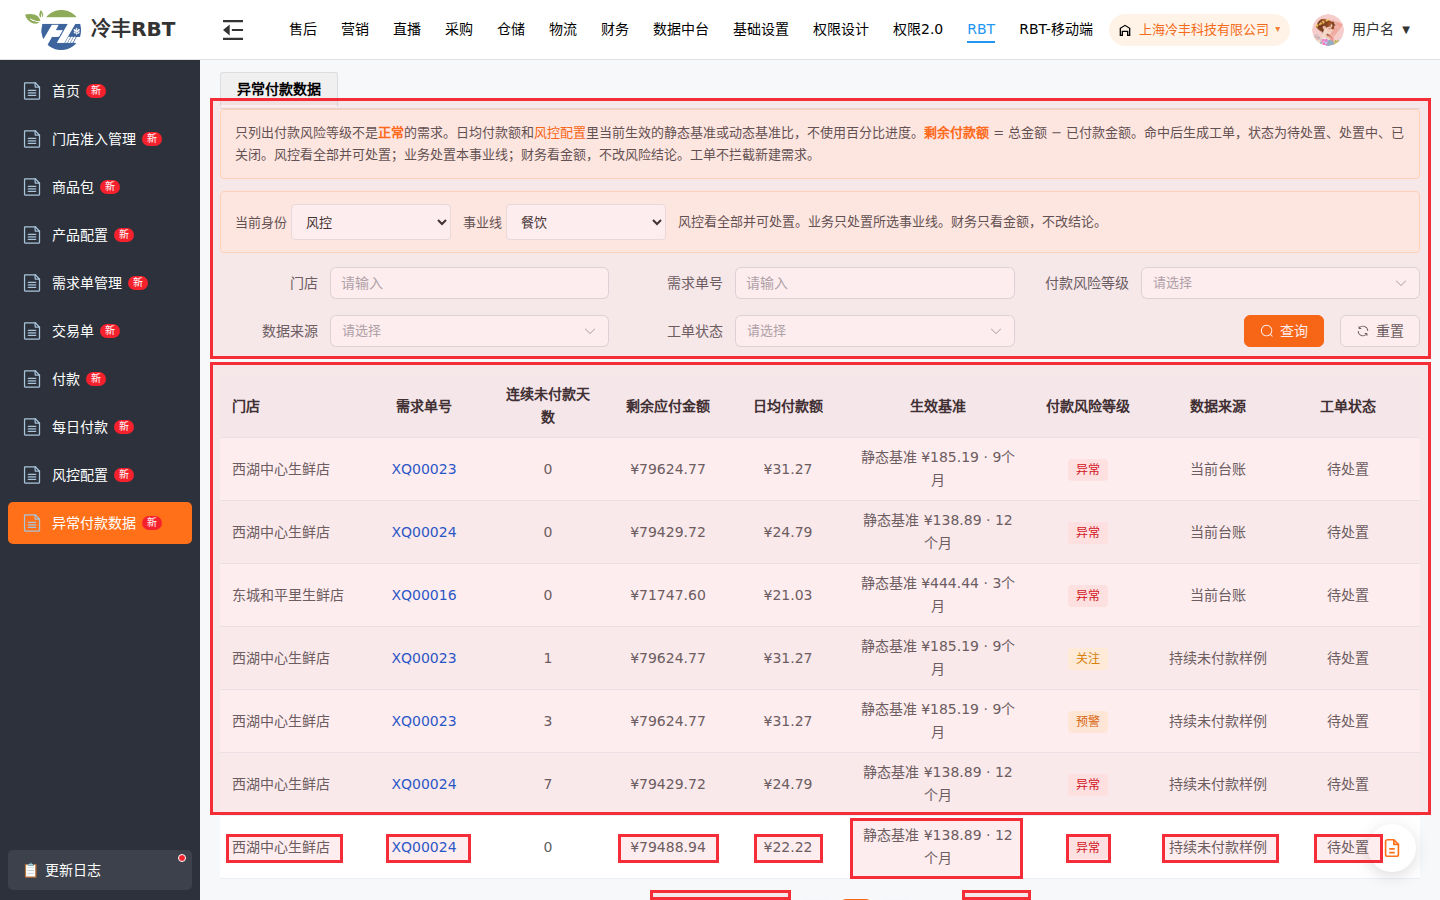 冷丰RBT
售后 营销 直播 采购 仓储 物流 财务 数据中台 基础设置 权限设计 权限2.0 RBT RBT-移动端 上海冷丰科技有限公司 ▾ 用户名 ▼
首页 新
门店准入管理 新
商品包 新
产品配置 新
需求单管理 新
交易单 新
付款 新
每日付款 新
风控配置 新
异常付款数据 新
更新日志
异常付款数据
只列出付款风险等级不是正常的需求。日均付款额和风控配置里当前生效的静态基准或动态基准比，不使用百分比进度。剩余付款额 = 总金额 − 已付款金额。命中后生成工单，状态为待处置、处置中、已
关闭。风控看全部并可处置；业务处置本事业线；财务看金额，不改风险结论。工单不拦截新建需求。
当前身份 风控 事业线 餐饮 风控看全部并可处置。业务只处置所选事业线。财务只看金额，不改结论。
门店 请输入 需求单号 请输入 付款风险等级 请选择
数据来源 请选择 工单状态 请选择 查询 重置
门店 需求单号 连续未付款天数 剩余应付金额 日均付款额 生效基准 付款风险等级 数据来源 工单状态
西湖中心生鲜店 XQ00023 0 ¥79624.77 ¥31.27 静态基准 ¥185.19 · 9个月 异常 当前台账 待处置
西湖中心生鲜店 XQ00024 0 ¥79429.72 ¥24.79 静态基准 ¥138.89 · 12个月 异常 当前台账 待处置
东城和平里生鲜店 XQ00016 0 ¥71747.60 ¥21.03 静态基准 ¥444.44 · 3个月 异常 当前台账 待处置
西湖中心生鲜店 XQ00023 1 ¥79624.77 ¥31.27 静态基准 ¥185.19 · 9个月 关注 持续未付款样例 待处置
西湖中心生鲜店 XQ00023 3 ¥79624.77 ¥31.27 静态基准 ¥185.19 · 9个月 预警 持续未付款样例 待处置
西湖中心生鲜店 XQ00024 7 ¥79429.72 ¥24.79 静态基准 ¥138.89 · 12个月 异常 持续未付款样例 待处置
西湖中心生鲜店 XQ00024 0 ¥79488.94 ¥22.22 静态基准 ¥138.89 · 12个月 异常 持续未付款样例 待处置